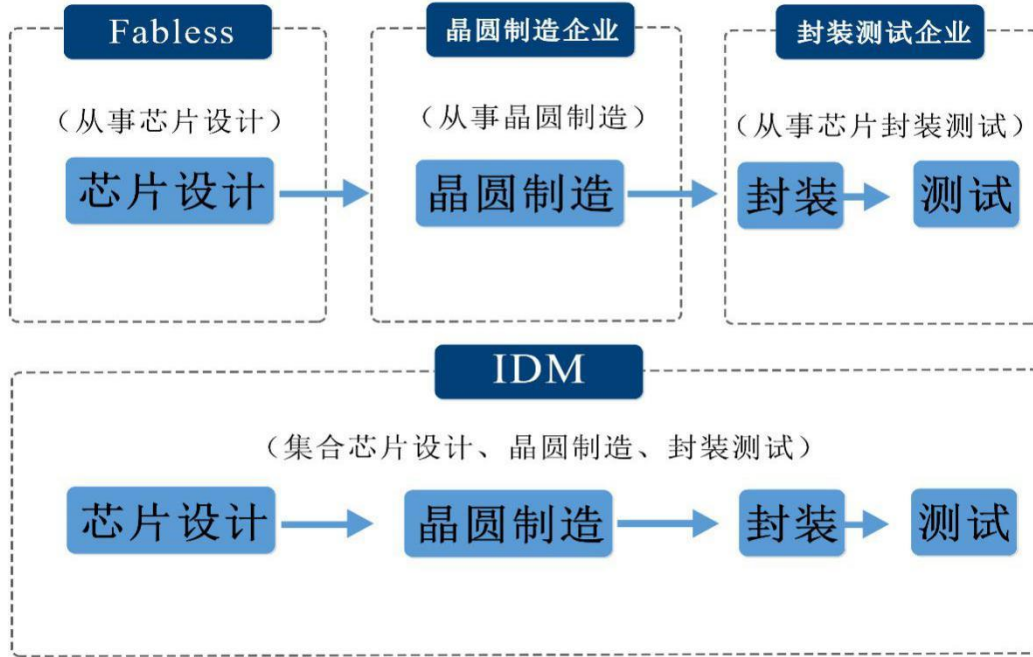 Fabless
晶圆制造企业
封装测试企业
（从事芯片设计）
（从事晶圆制造）
（从事芯片封装测试）
芯片设计
晶圆制造
封装
测试
IDM
（集合芯片设计、晶圆制造、封装测试）
芯片设计
晶圆制造
封装
测试